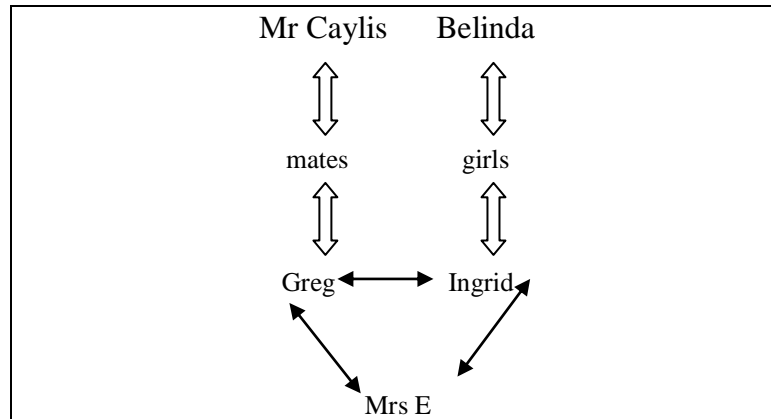 Mr Caylis Belinda
mates girls
Greg Ingrid
Mrs E